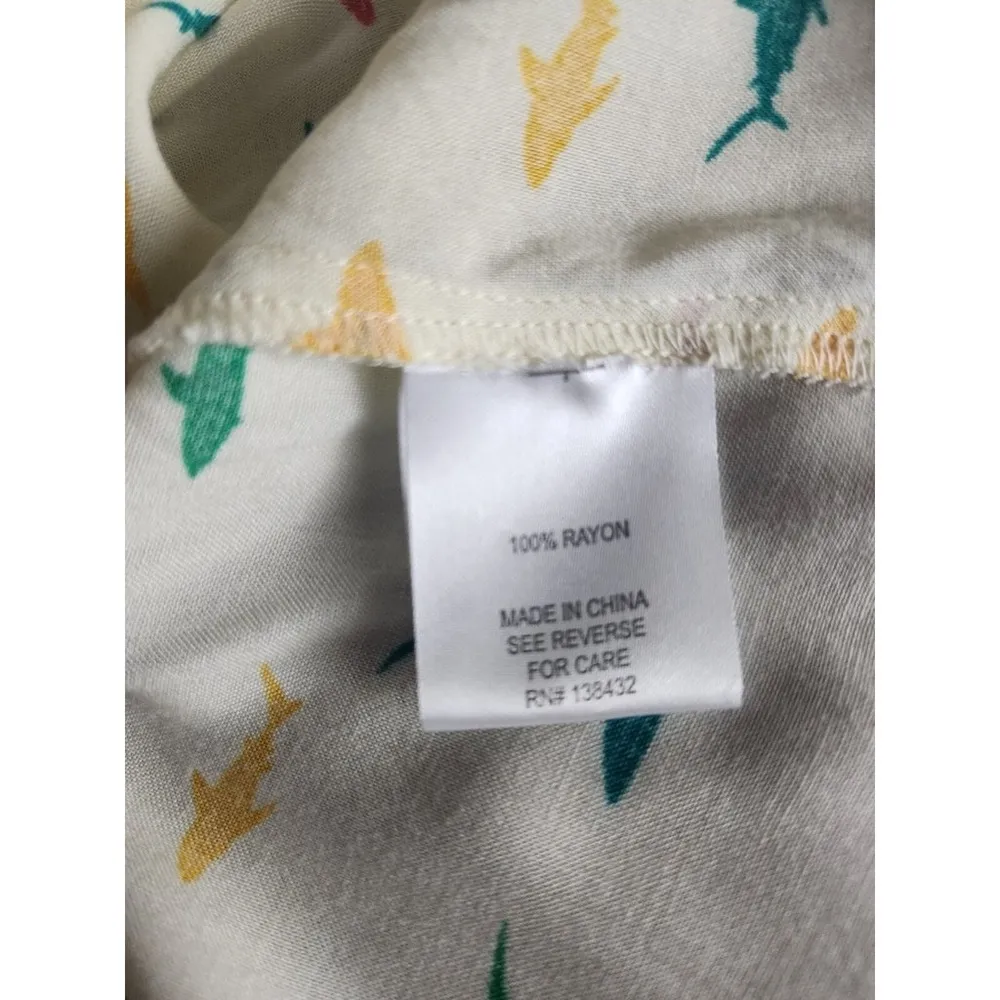 100% RAYON
MADE IN CHINA
SEE REVERSE
FOR CARE
RN# 138432